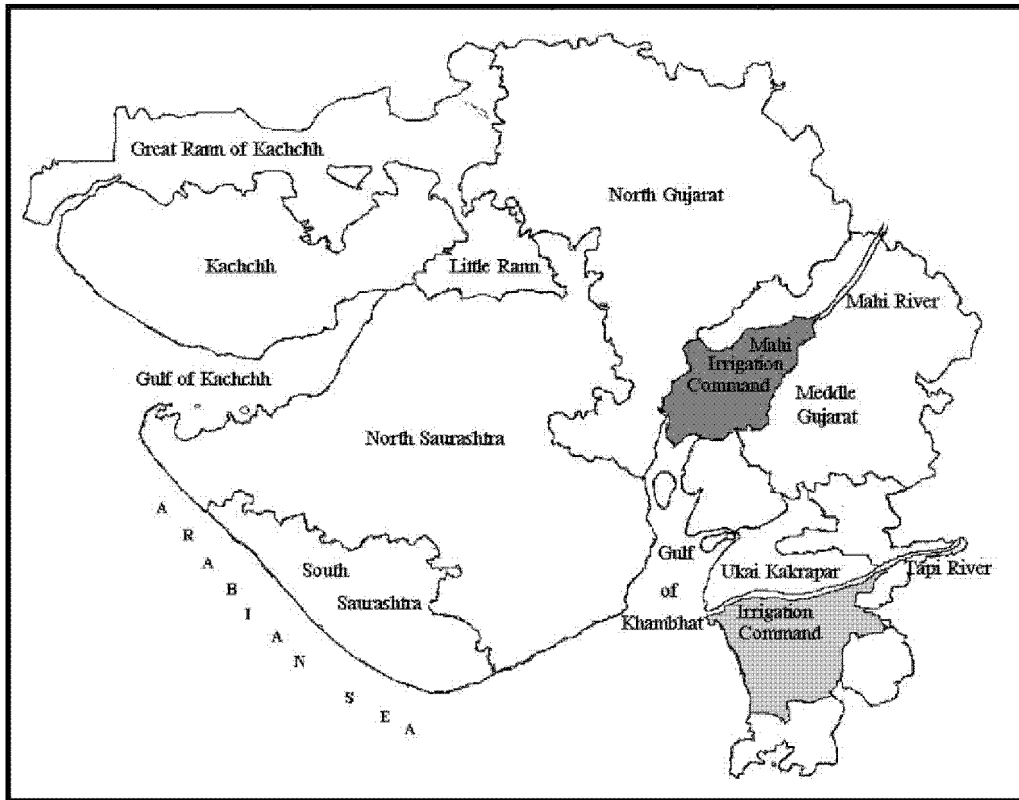 Great Rann of Kachchh
North Gujarat
Kachchh
Little Rann
Mahi River
Gulf of Kachchh
Mahi
Irrigation
Command
Meddle
Gujarat
North Saurashtra
A R A B I A N S E A
South
Saurashtra
Gulf
of
Khambhat
Ukai Kakrapar
Tapi River
Irrigation
Command